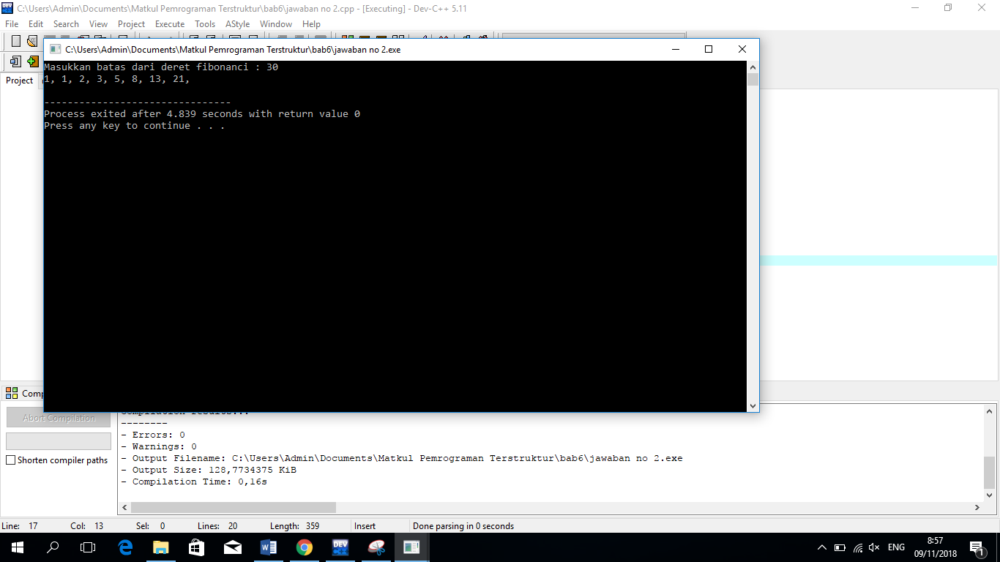 C:\Users\Admin\Documents\Matkul Pemrograman Terstruktur\bab6\jawaban no 2.cpp - [Executing] - Dev-C++ 5.11
File Edit Search View Project Execute Tools AStyle Window Help
C:\Users\Admin\Documents\Matkul Pemrograman Terstruktur\bab6\jawaban no 2.exe
Masukkan batas dari deret fibonanci : 30
1, 1, 2, 3, 5, 8, 13, 21,
--------------------------------
Process exited after 4.839 seconds with return value 0
Press any key to continue . . .
Project
Abort Compilation
Shorten compiler paths
Compilation results...
--------
- Errors: 0
- Warnings: 0
- Output Filename: C:\Users\Admin\Documents\Matkul Pemrograman Terstruktur\bab6\jawaban no 2.exe
- Output Size: 128,7734375 KiB
- Compilation Time: 0,16s
Line: 17 Col: 13 Sel: 0 Lines: 20 Length: 359 Insert Done parsing in 0 seconds
DEV
ENG
8:57
09/11/2018
1